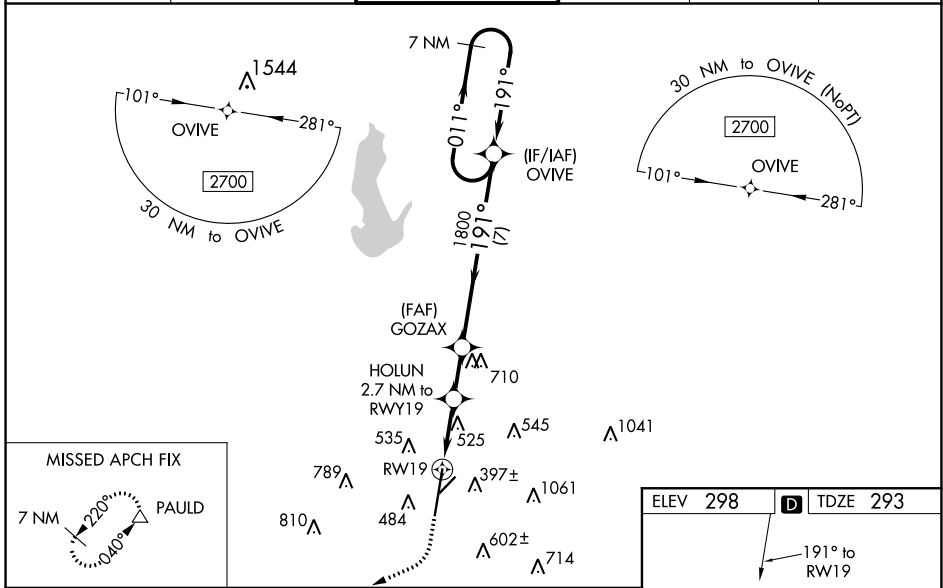 7 NM
011°
191°
(IF/IAF)
OVIVE
1544
101°
281°
OVIVE
2700
30 NM to OVIVE
30 NM to OVIVE (NoPT)
2700
OVIVE
101°
281°
1800
191°
(7)
(FAF)
GOZAX
710
HOLUN
2.7 NM to
RWY19
525
545
1041
535
RW19
789
397±
1061
484
810
602±
714
MISSED APCH FIX
7 NM
220°
040°
PAULD
ELEV 298 D TDZE 293
191° to
RW19